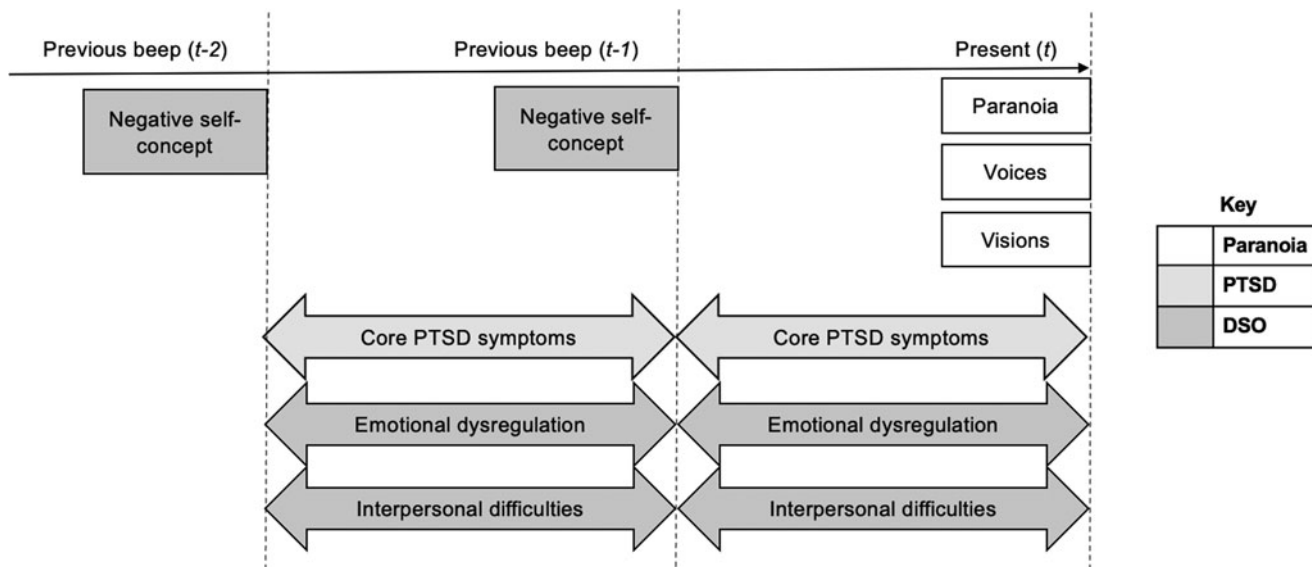 Previous beep (t-2)
Previous beep (t-1)
Present (t)
Negative self-
concept
Negative self-
concept
Paranoia
Voices
Visions
Key
Paranoia
PTSD
DSO
Core PTSD symptoms
Core PTSD symptoms
Emotional dysregulation
Emotional dysregulation
Interpersonal difficulties
Interpersonal difficulties